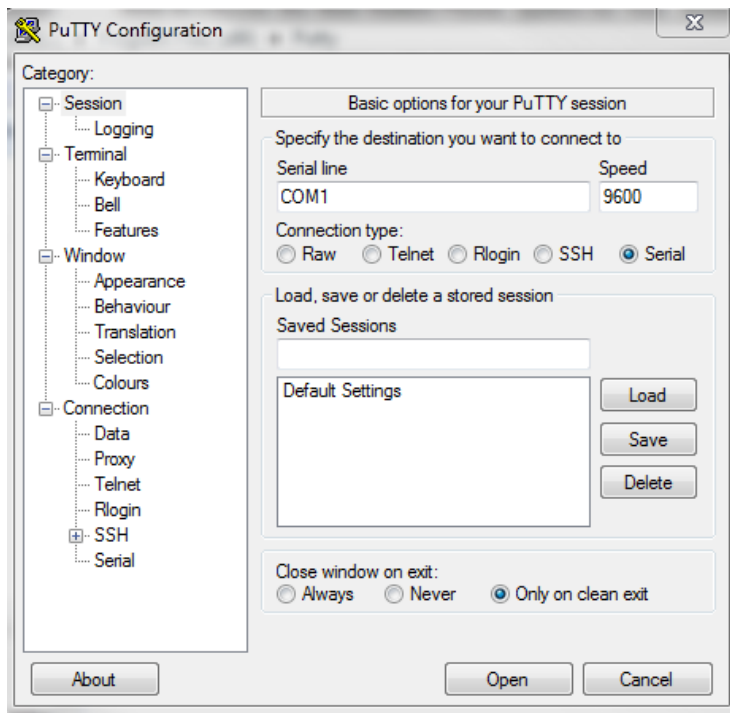 PuTTY Configuration
Category:
Session
Logging
Terminal
Keyboard
Bell
Features
Window
Appearance
Behaviour
Translation
Selection
Colours
Connection
Data
Proxy
Telnet
Rlogin
SSH
Serial
Basic options for your PuTTY session
Specify the destination you want to connect to
Serial line Speed
COM1 9600
Connection type:
Raw Telnet Rlogin SSH Serial
Load, save or delete a stored session
Saved Sessions
Default Settings
Load
Save
Delete
Close window on exit:
Always Never Only on clean exit
About Open Cancel